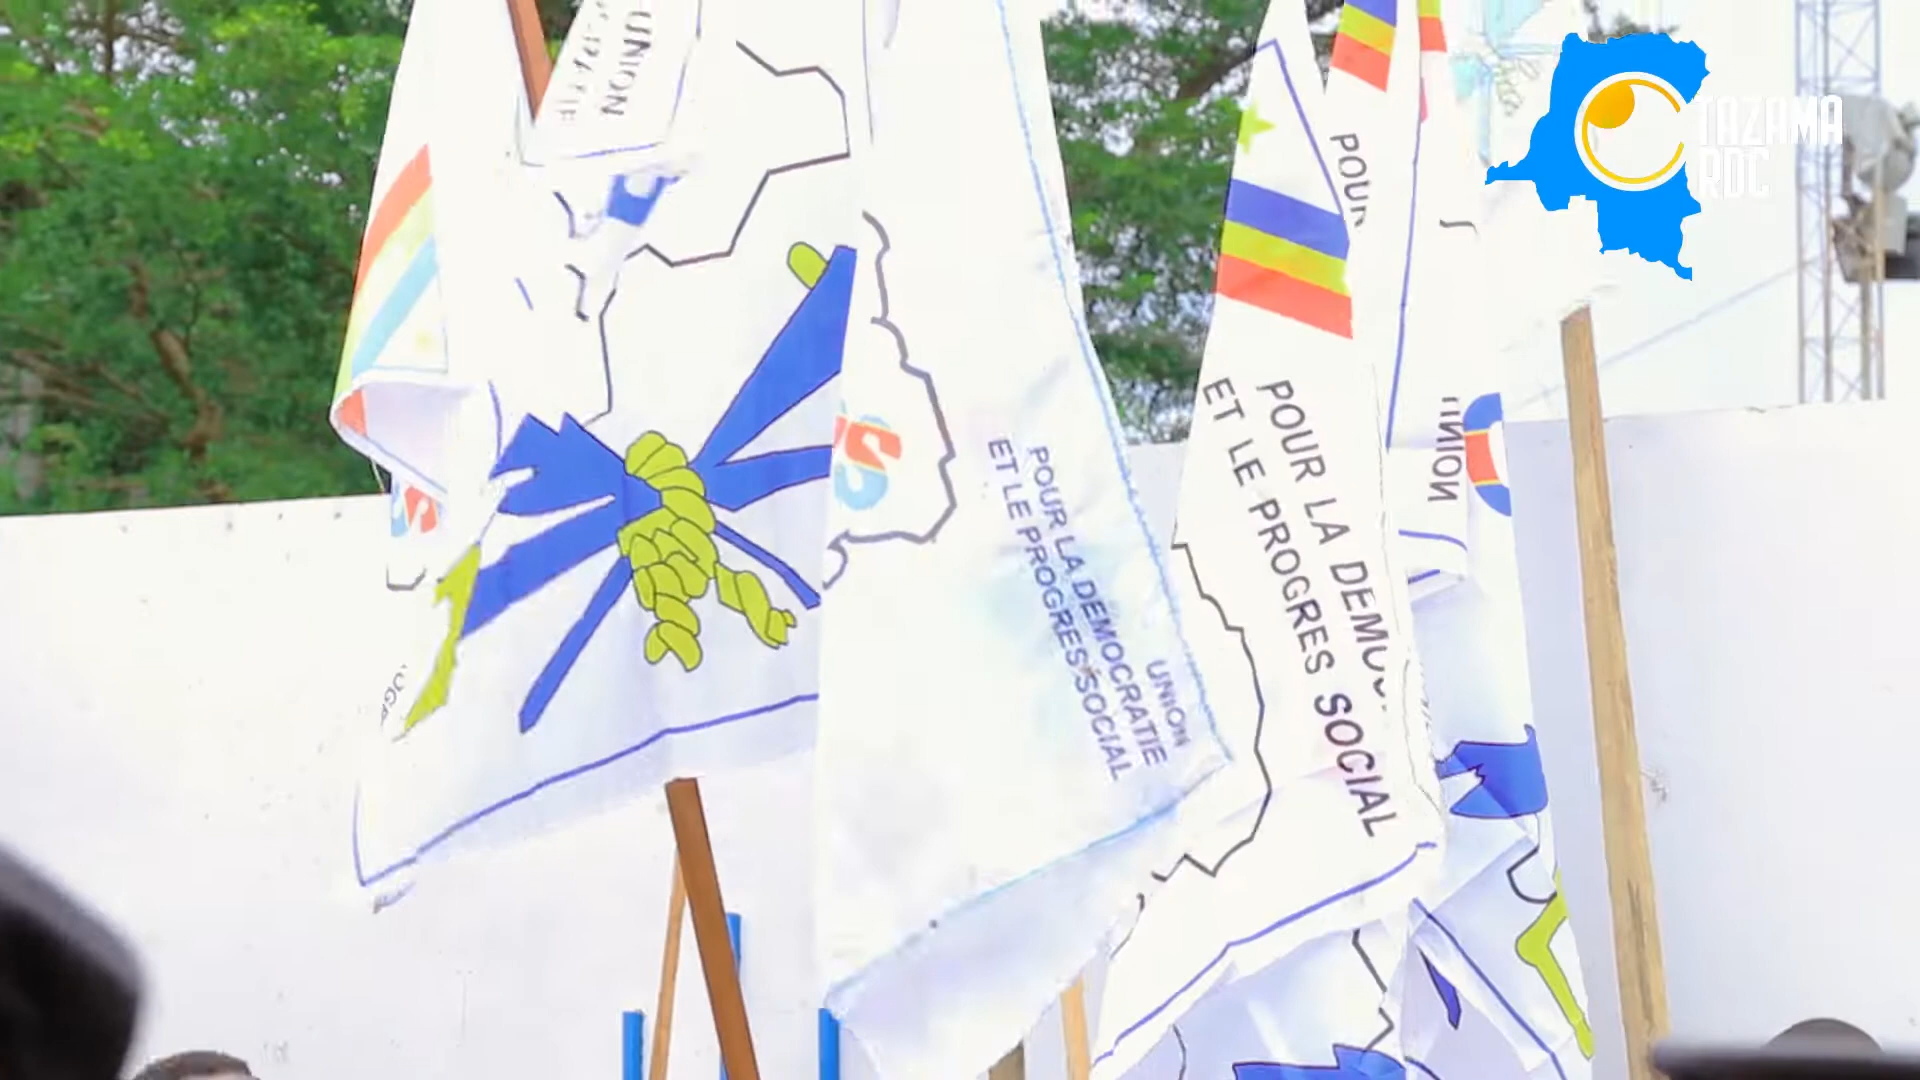 UNION
POUR
TAZAMA
RDC
UNION
POUR LA DEMOCRATIE
ET LE PROGRES SOCIAL
POUR LA
ET LE PROGRES SOCIAL
UNION